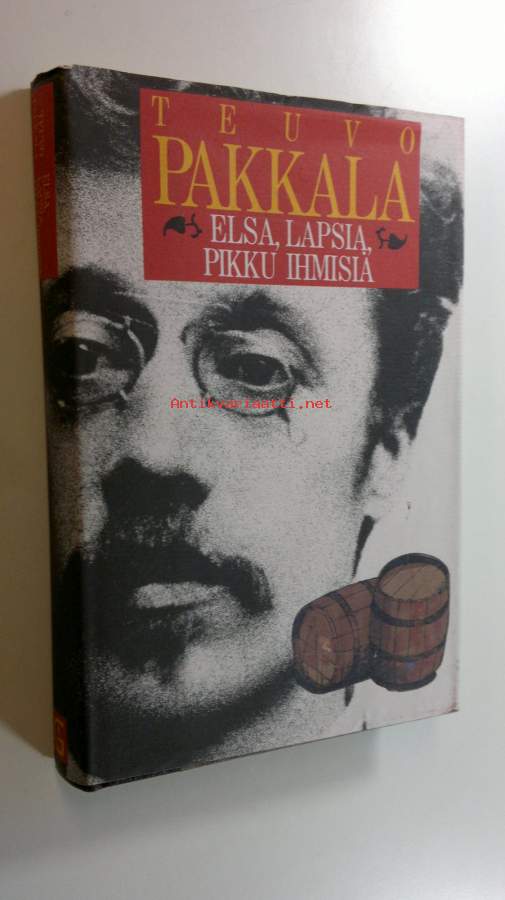 TEUVO
PAKKALA
ELSA, LAPSIA,
PIKKU IHMISIÄ
Antikvariaatti.net